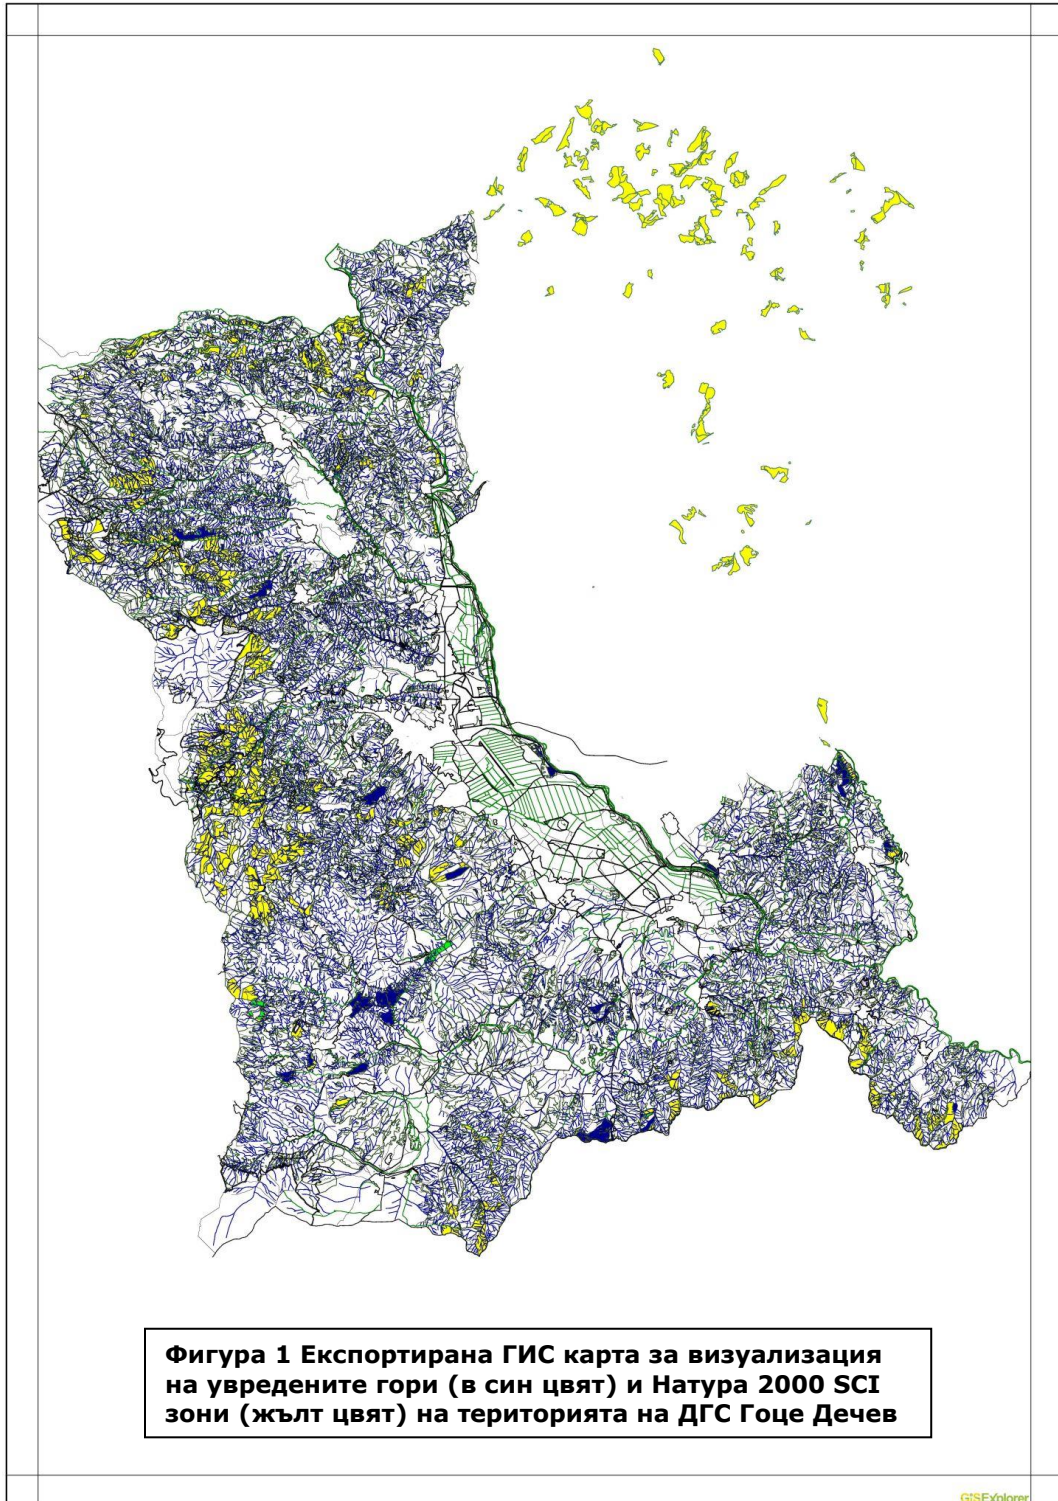 Фигура 1 Експортирана ГИС карта за визуализация
на увредените гори (в син цвят) и Натура 2000 SCI
зони (жълт цвят) на територията на ДГС Гоце Дечев
GISExplorer